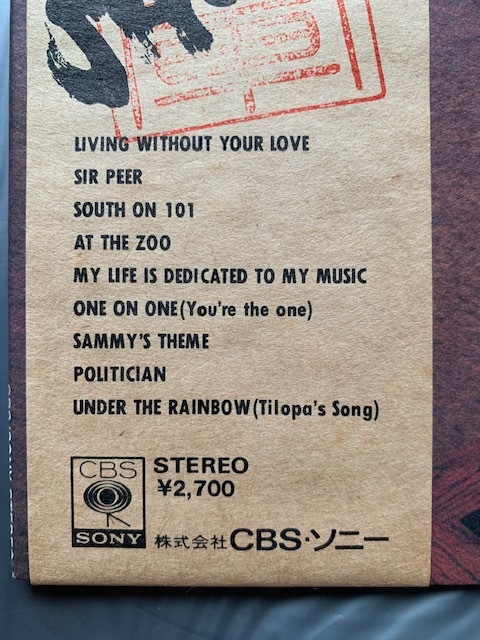 LIVING WITHOUT YOUR LOVE
SIR PEER
SOUTH ON 101
AT THE ZOO
MY LIFE IS DEDICATED TO MY MUSIC
ONE ON ONE(You're the one)
SAMMY'S THEME
POLITICIAN
UNDER THE RAINBOW(Tilopa's Song)
CBS
SONY
STEREO
¥2,700
株式会社CBS・ソニー